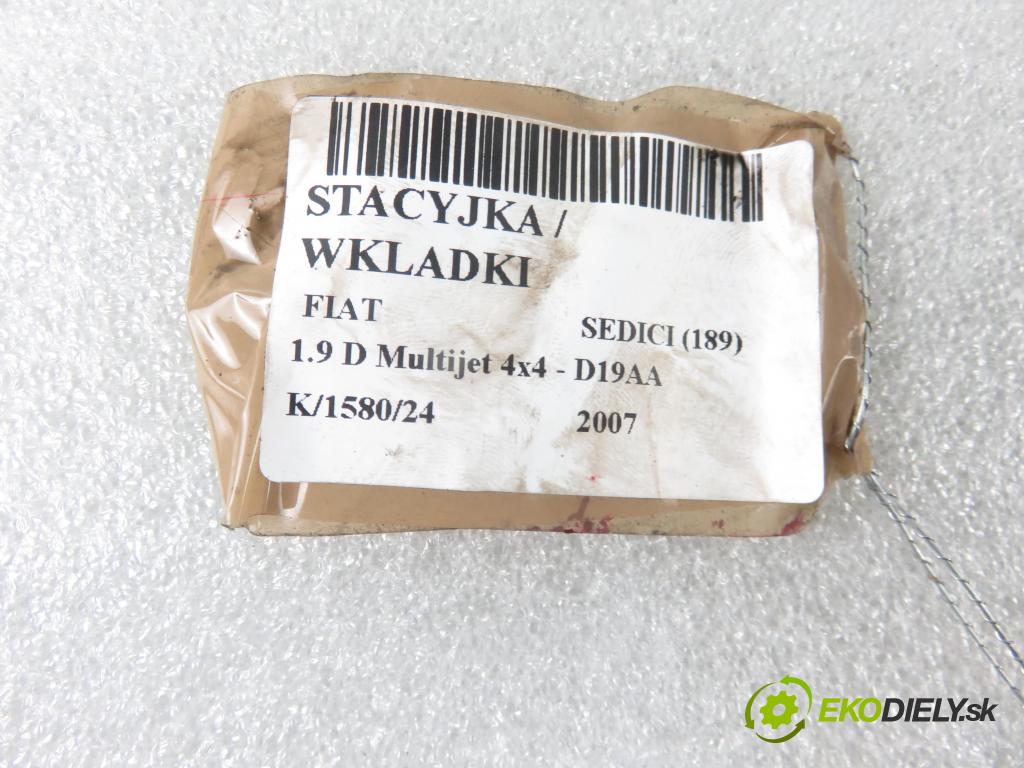 STACYJKA /
WKLADKI
FIAT SEDICI (189)
1.9 D Multijet 4x4 - D19AA
K/1580/24 2007
EKODIELY.sk